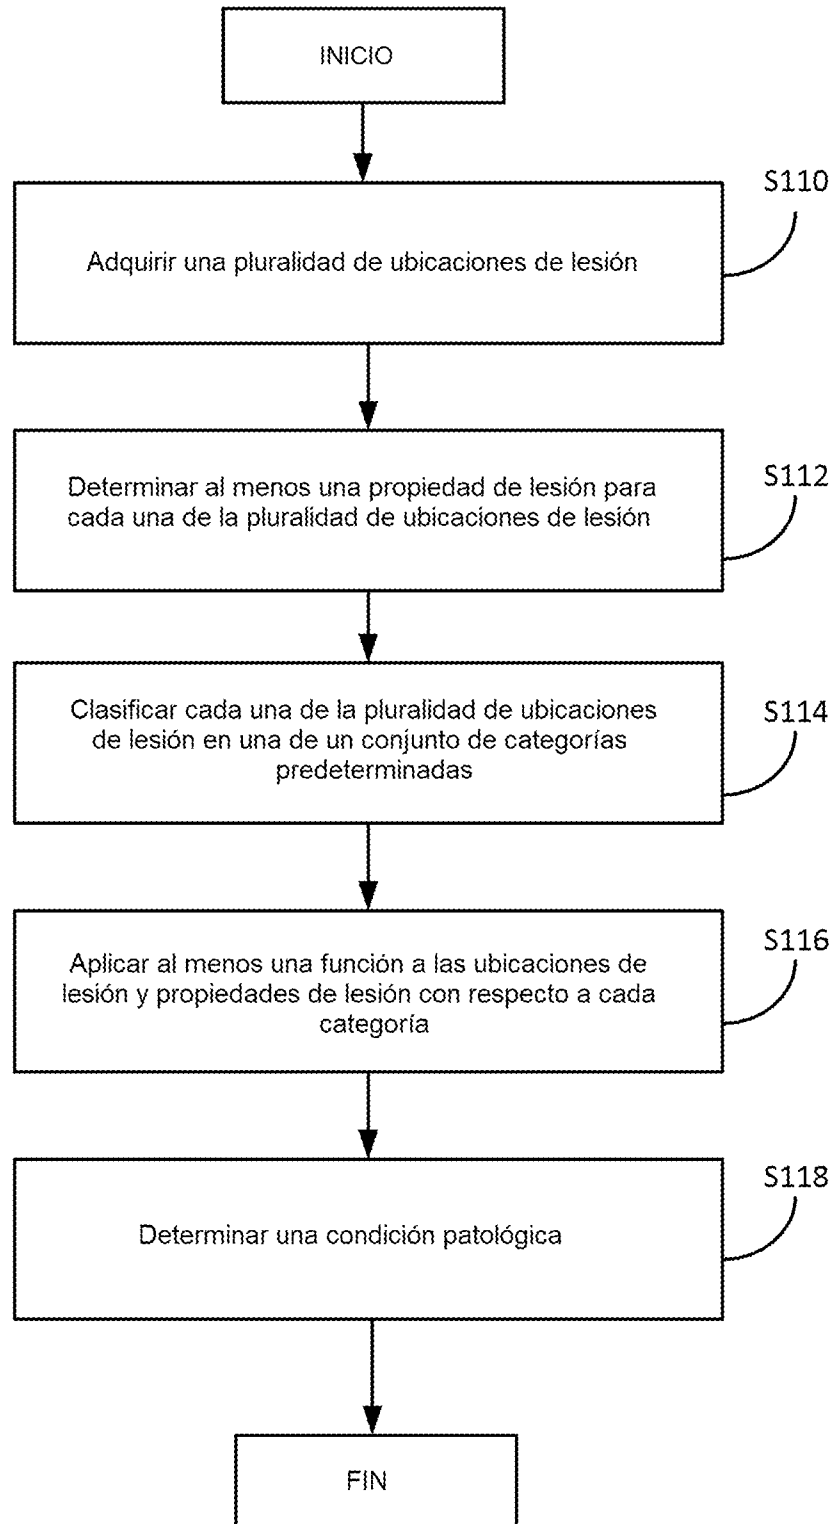 INICIO
S110
Adquirir una pluralidad de ubicaciones de lesión
S112
Determinar al menos una propiedad de lesión para
cada una de la pluralidad de ubicaciones de lesión
S114
Clasificar cada una de la pluralidad de ubicaciones
de lesión en una de un conjunto de categorías
predeterminadas
S116
Aplicar al menos una función a las ubicaciones de
lesión y propiedades de lesión con respecto a cada
categoría
S118
Determinar una condición patológica
FIN